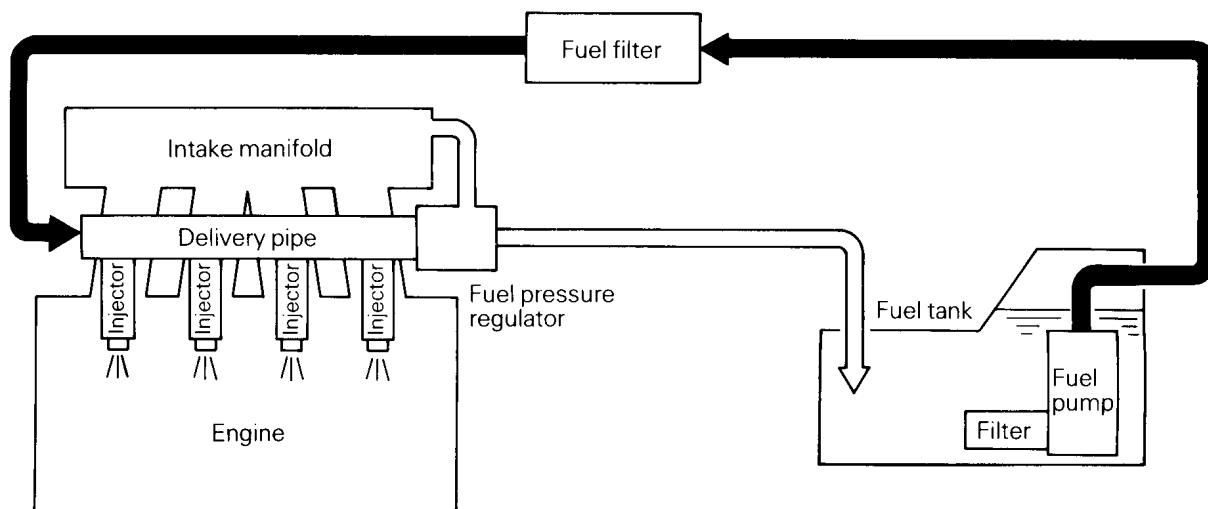 Fuel filter
Intake manifold
Delivery pipe
Injector
Injector
Injector
Injector
Fuel pressure
regulator
Fuel tank
Fuel
pump
Filter
Engine